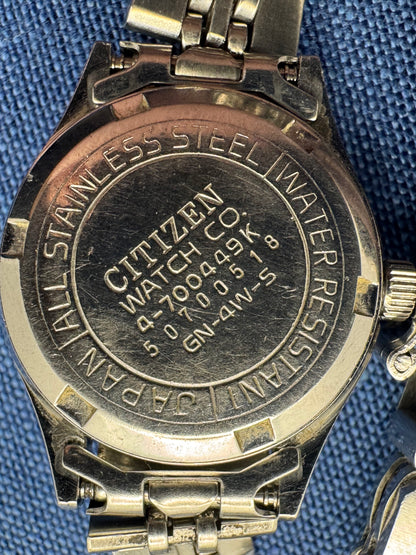 CITIZEN
WATCH CO.
4-700449K
50700518
GN-4W-S
JAPAN | ALL STAINLESS STEEL | WATER RESISTANT |